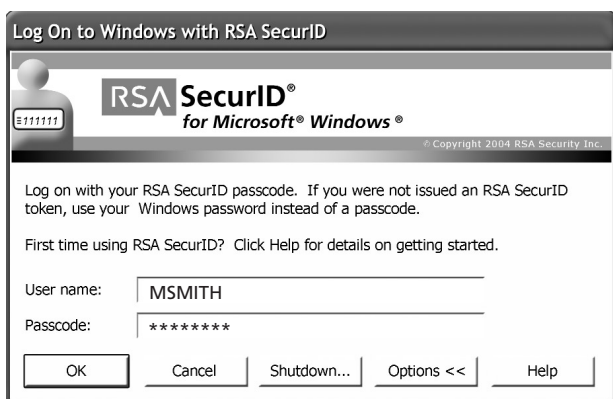 Log On to Windows with RSA SecurID
RSA SecurID®
for Microsoft® Windows ®
111111
© Copyright 2004 RSA Security Inc.
Log on with your RSA SecurID passcode. If you were not issued an RSA SecurID
token, use your Windows password instead of a passcode.
First time using RSA SecurID? Click Help for details on getting started.
User name: MSMITH
Passcode: ********
OK Cancel Shutdown... Options << Help